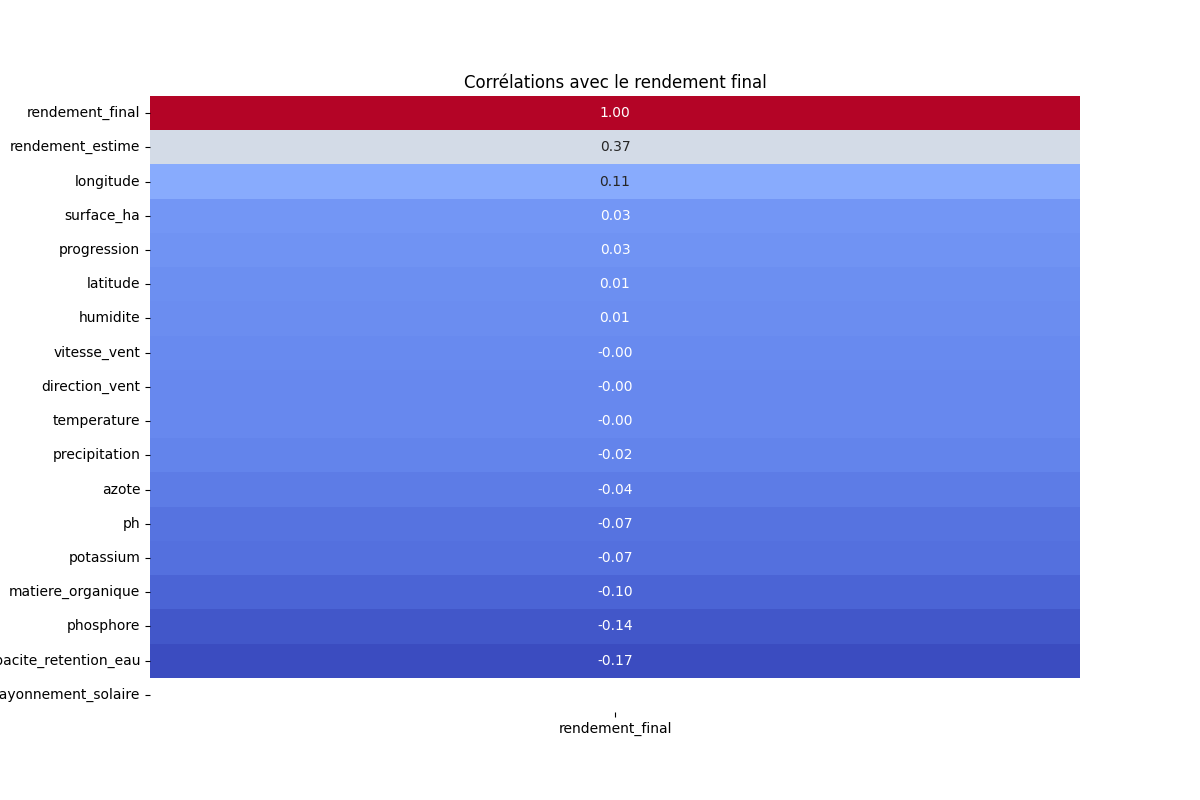 Corrélations avec le rendement final
rendement_final 1.00
rendement_estime 0.37
longitude 0.11
surface_ha 0.03
progression 0.03
latitude 0.01
humidite 0.01
vitesse_vent -0.00
direction_vent -0.00
temperature -0.00
precipitation -0.02
azote -0.04
ph -0.07
potassium -0.07
matiere_organique -0.10
phosphore -0.14
pacite_retention_eau -0.17
ayonnement_solaire
rendement_final